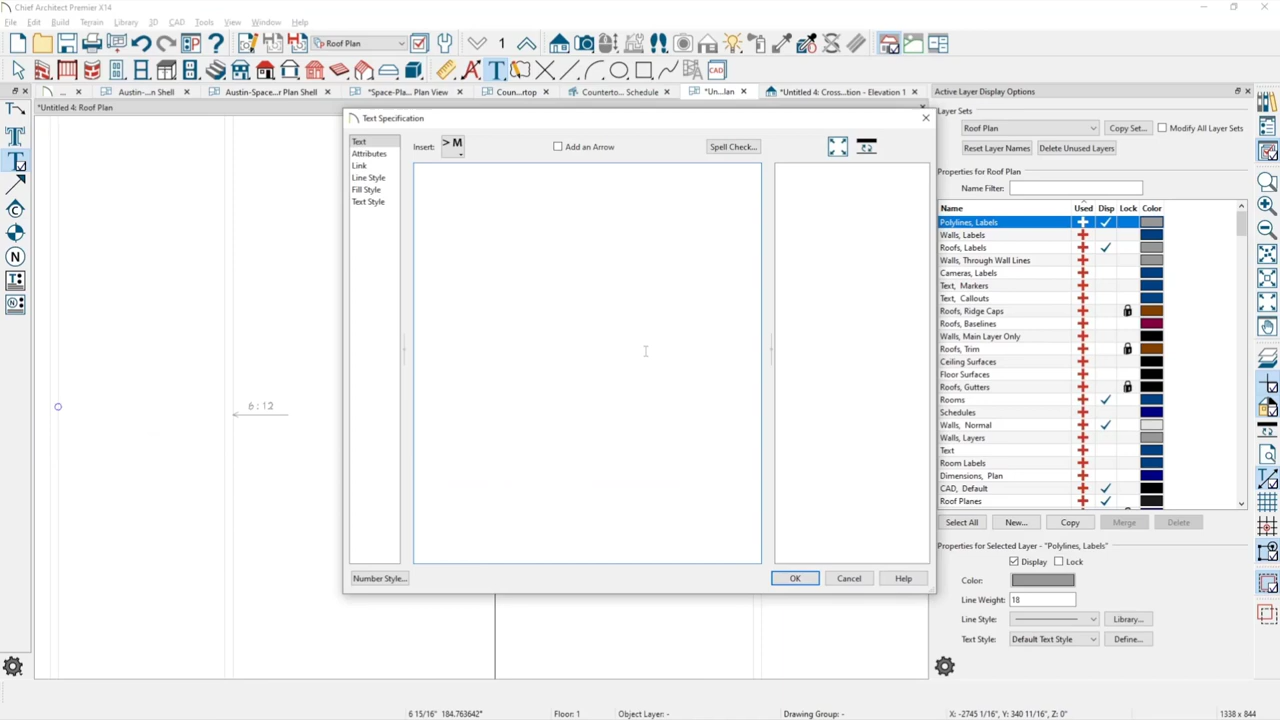 Chief Architect Premier X14
File Edit Build Terrain Library 3D CAD Tools View Window Help
1 Roof Plan
CAD
... Austin-...n Shell Austin-Space...r Plan Shell *Space-Pla... Plan View Coun...rtop Counterto... Schedule *Un...lan *Untitled 4: Cross...tion - Elevation 1
*Untitled 4: Roof Plan
6 : 12
Text Specification
Text
Attributes
Link
Line Style
Fill Style
Text Style
Insert: > M Add an Arrow Spell Check...
Number Style... OK Cancel Help
Active Layer Display Options
Layer Sets
Roof Plan Copy Set... Modify All Layer Sets
Reset Layer Names Delete Unused Layers
Properties for Roof Plan
Name Filter:
Name Used Disp Lock Color
Polylines, Labels
Walls, Labels
Roofs, Labels
Walls, Through Wall Lines
Cameras, Labels
Text, Markers
Text, Callouts
Roofs, Ridge Caps
Roofs, Baselines
Walls, Main Layer Only
Roofs, Trim
Ceiling Surfaces
Floor Surfaces
Roofs, Gutters
Rooms
Schedules
Walls, Normal
Walls, Layers
Text
Room Labels
Dimensions, Plan
CAD, Default
Roof Planes
Select All New... Copy Merge Delete
Properties for Selected Layer - "Polylines, Labels"
Display Lock
Color:
Line Weight: 18
Line Style: Library...
Text Style: Default Text Style Define...
6 15/16" 184.763642° Floor: 1 Object Layer: - Drawing Group: - X: -2745 1/16", Y: 340 11/16", Z: 0" 1338 x 844